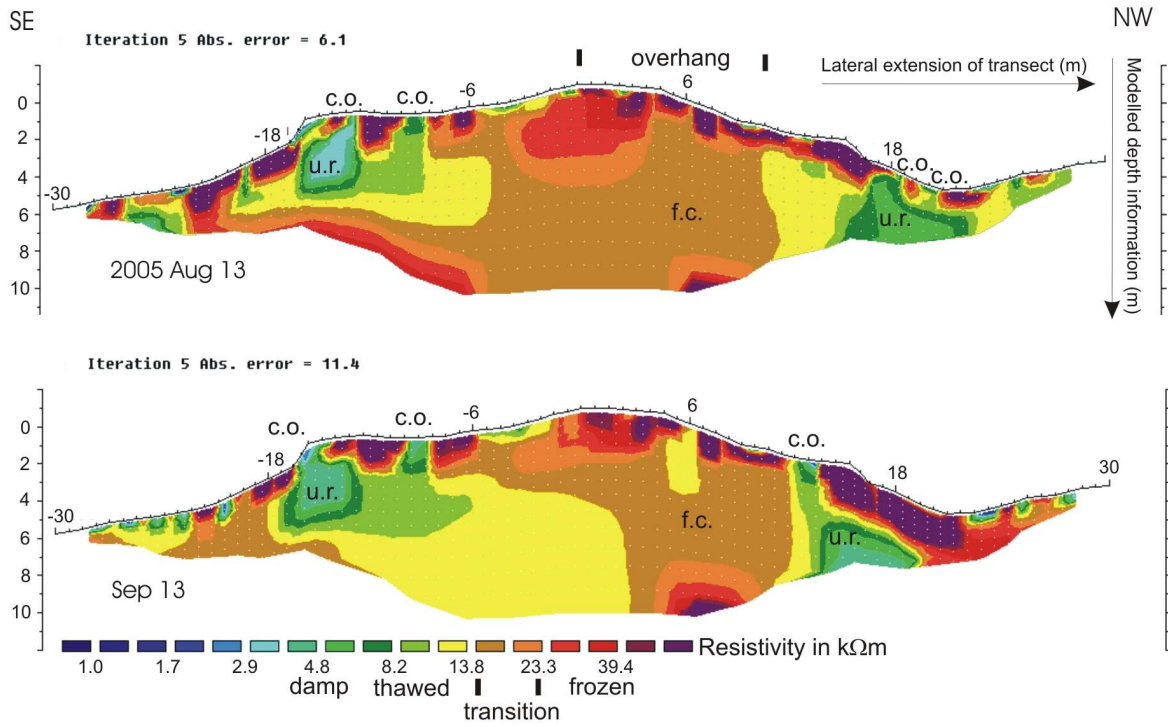 SE
NW
Iteration 5 Abs. error = 6.1
overhang
Lateral extension of transect (m)
Modelled depth information (m)
0
2
4
6
8
10
-30
-18
c.o.
c.o.
-6
6
18
c.o.
c.o.
u.r.
f.c.
u.r.
2005 Aug 13
Iteration 5 Abs. error = 11.4
0
2
4
6
8
10
-30
-18
c.o.
c.o.
-6
6
c.o.
18
30
u.r.
f.c.
u.r.
Sep 13
Resistivity in kΩm
1.0 1.7 2.9 4.8 8.2 13.8 23.3 39.4
damp thawed frozen
transition